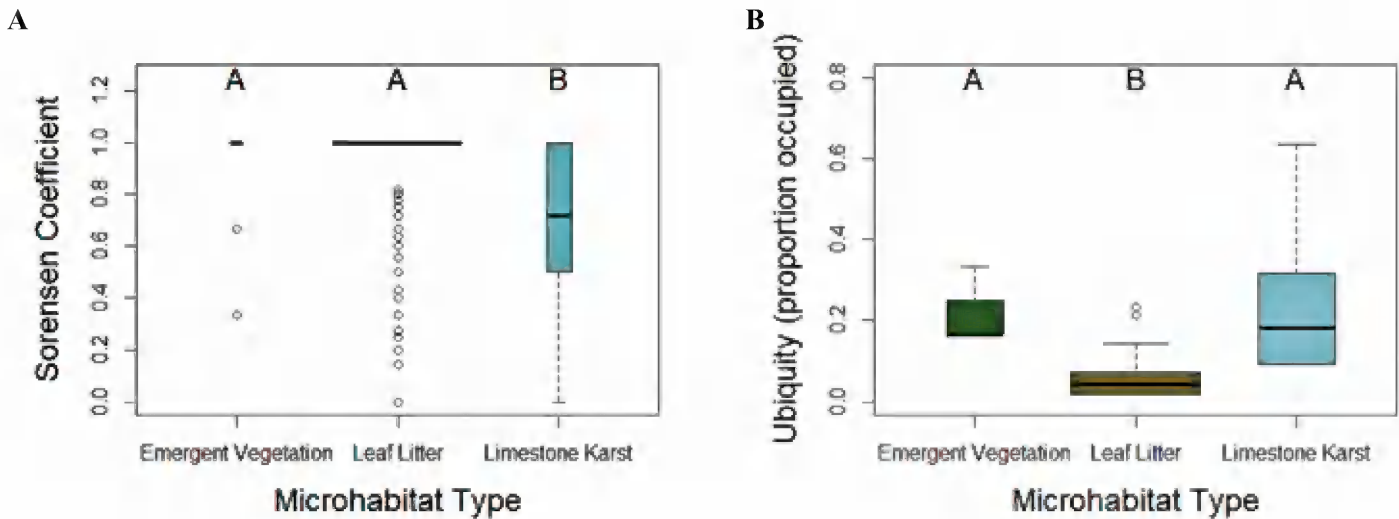 A
A A B
Sorensen Coefficient
1.2
1.0
0.8
0.6
0.4
0.2
0.0
Emergent Vegetation Leaf Litter Limestone Karst
Microhabitat Type
B
A B A
Ubiquity (proportion occupied)
0.8
0.6
0.4
0.2
0.0
Emergent Vegetation Leaf Litter Limestone Karst
Microhabitat Type